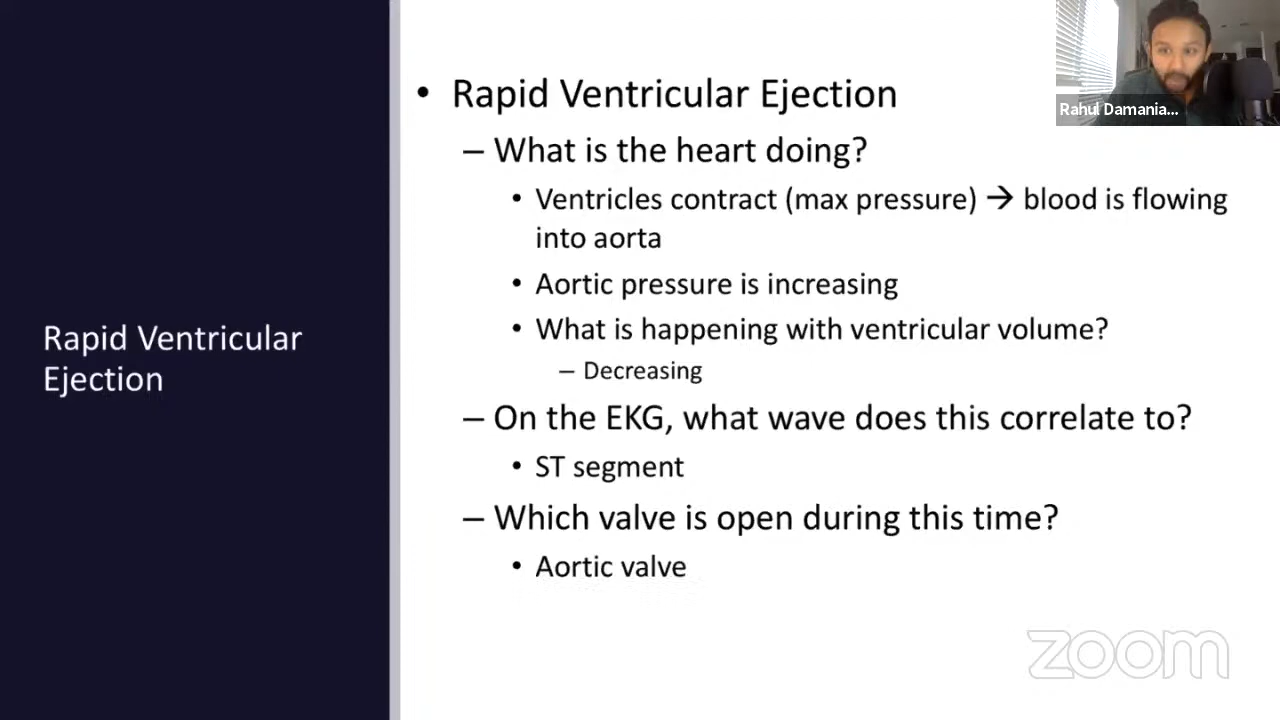 Rapid Ventricular
Ejection
• Rapid Ventricular Ejection
– What is the heart doing?
• Ventricles contract (max pressure) → blood is flowing
into aorta
• Aortic pressure is increasing
• What is happening with ventricular volume?
– Decreasing
– On the EKG, what wave does this correlate to?
• ST segment
– Which valve is open during this time?
• Aortic valve
Rahul Damania...
zoom